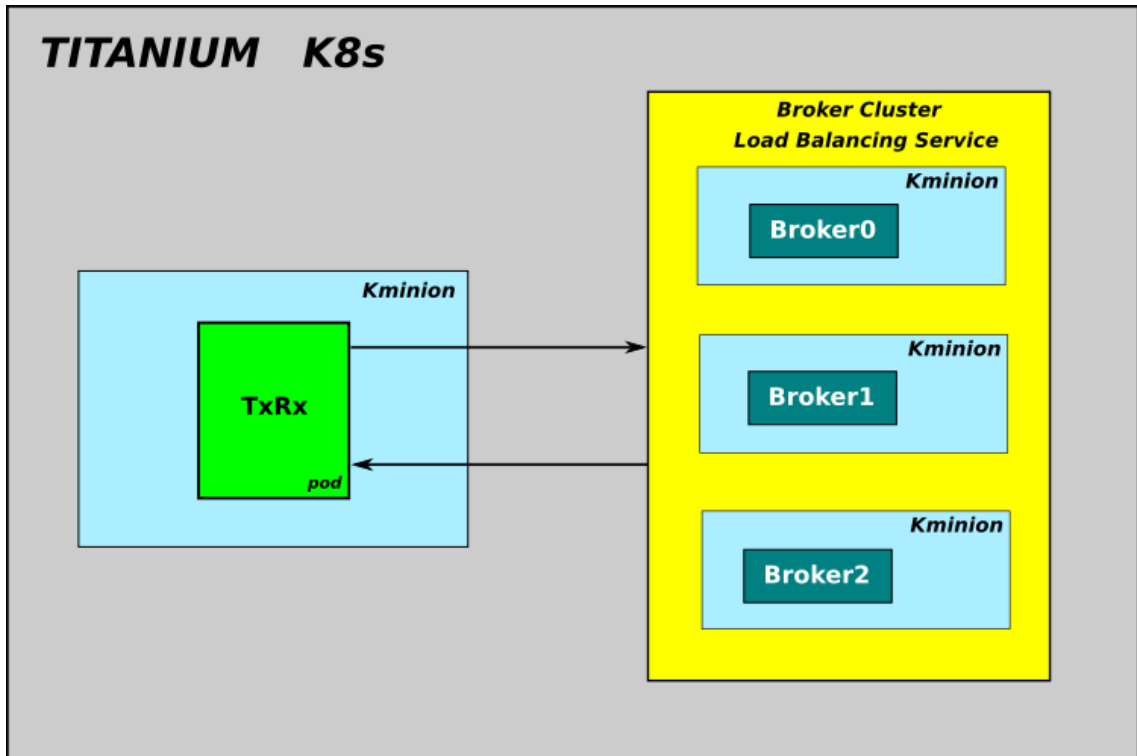 TITANIUM K8s
Broker Cluster
Load Balancing Service
Kminion
Broker0
Kminion
TxRx
pod
Kminion
Broker1
Kminion
Broker2